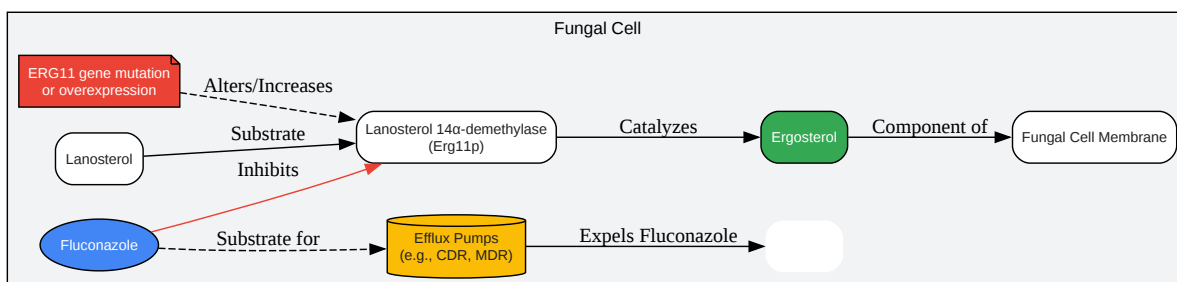 Fungal Cell
ERG11 gene mutation
or overexpression
Alters/Increases
Lanosterol
Substrate
Lanosterol 14α-demethylase
(Erg11p)
Catalyzes
Ergosterol
Component of
Fungal Cell Membrane
Inhibits
Fluconazole
Substrate for
Efflux Pumps
(e.g., CDR, MDR)
Expels Fluconazole